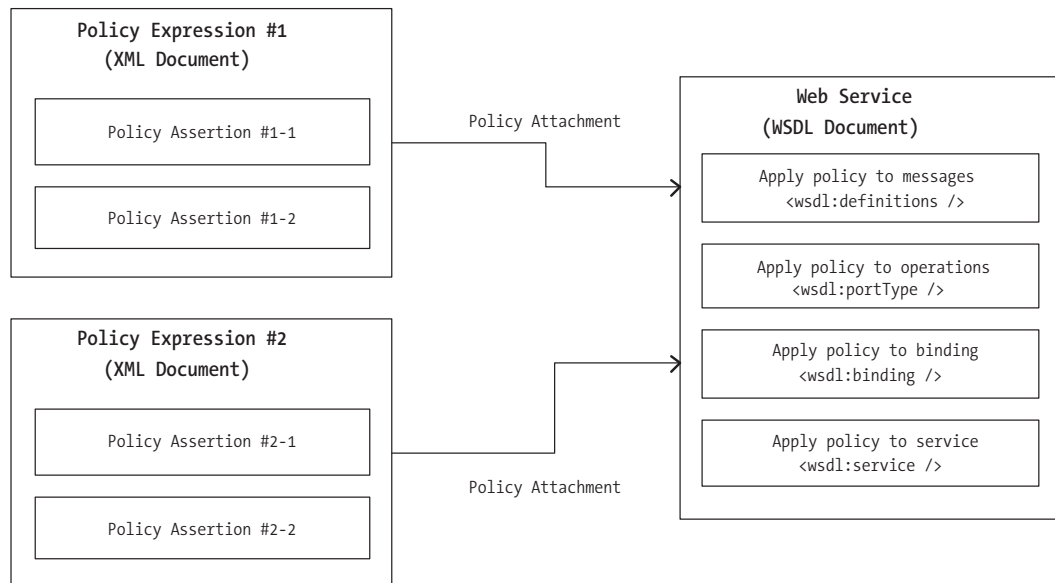 Policy Expression #1
(XML Document)
Policy Assertion #1-1
Policy Assertion #1-2
Policy Attachment
Policy Expression #2
(XML Document)
Policy Assertion #2-1
Policy Assertion #2-2
Policy Attachment
Web Service
(WSDL Document)
Apply policy to messages
<wsdl:definitions />
Apply policy to operations
<wsdl:portType />
Apply policy to binding
<wsdl:binding />
Apply policy to service
<wsdl:service />